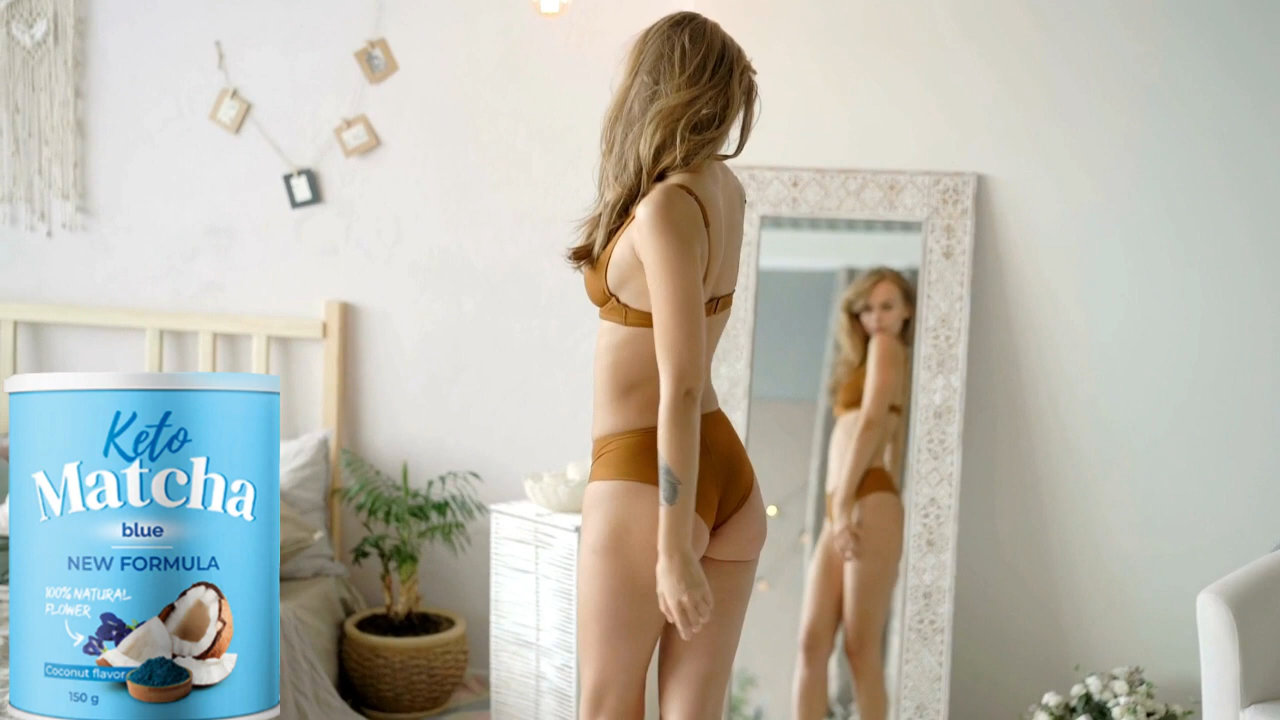 Keto
Matcha
blue
NEW FORMULA
100% NATURAL
FLOWER
Coconut flavor
150 g